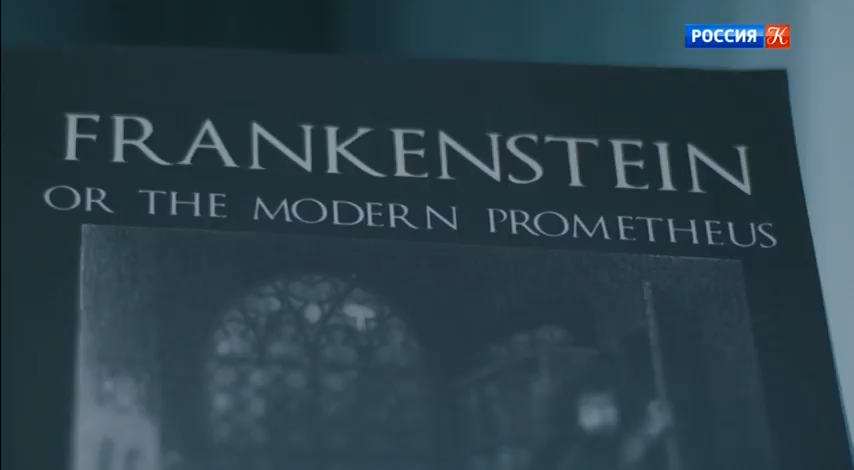 РОССИЯ К
FRANKENSTEIN
OR THE MODERN PROMETHEUS